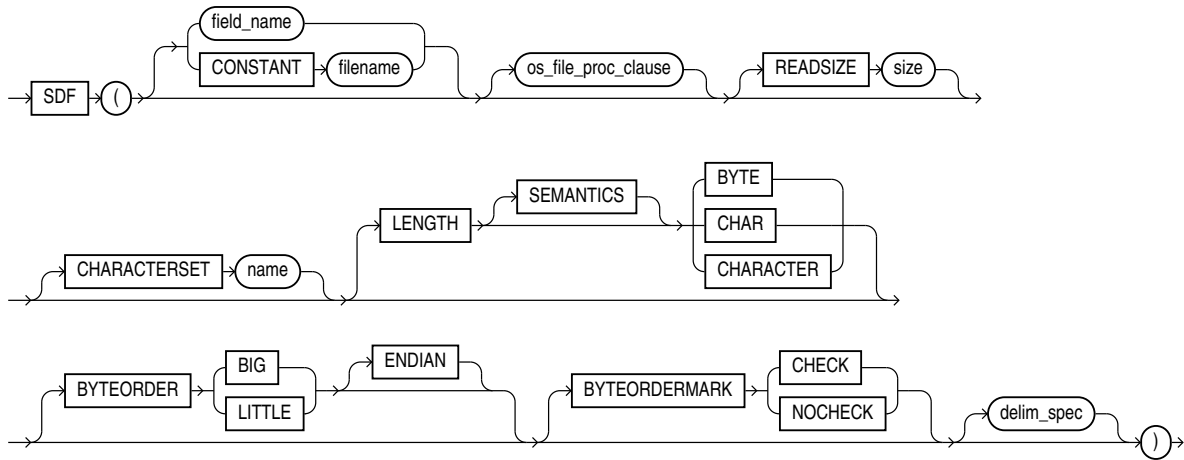 field_name
CONSTANT filename os_file_proc_clause READSIZE size
SDF (
SEMANTICS BYTE
LENGTH CHAR
CHARACTERSET name CHARACTER
BIG ENDIAN CHECK
BYTEORDER BYTEORDERMARK
LITTLE NOCHECK delim_spec
)